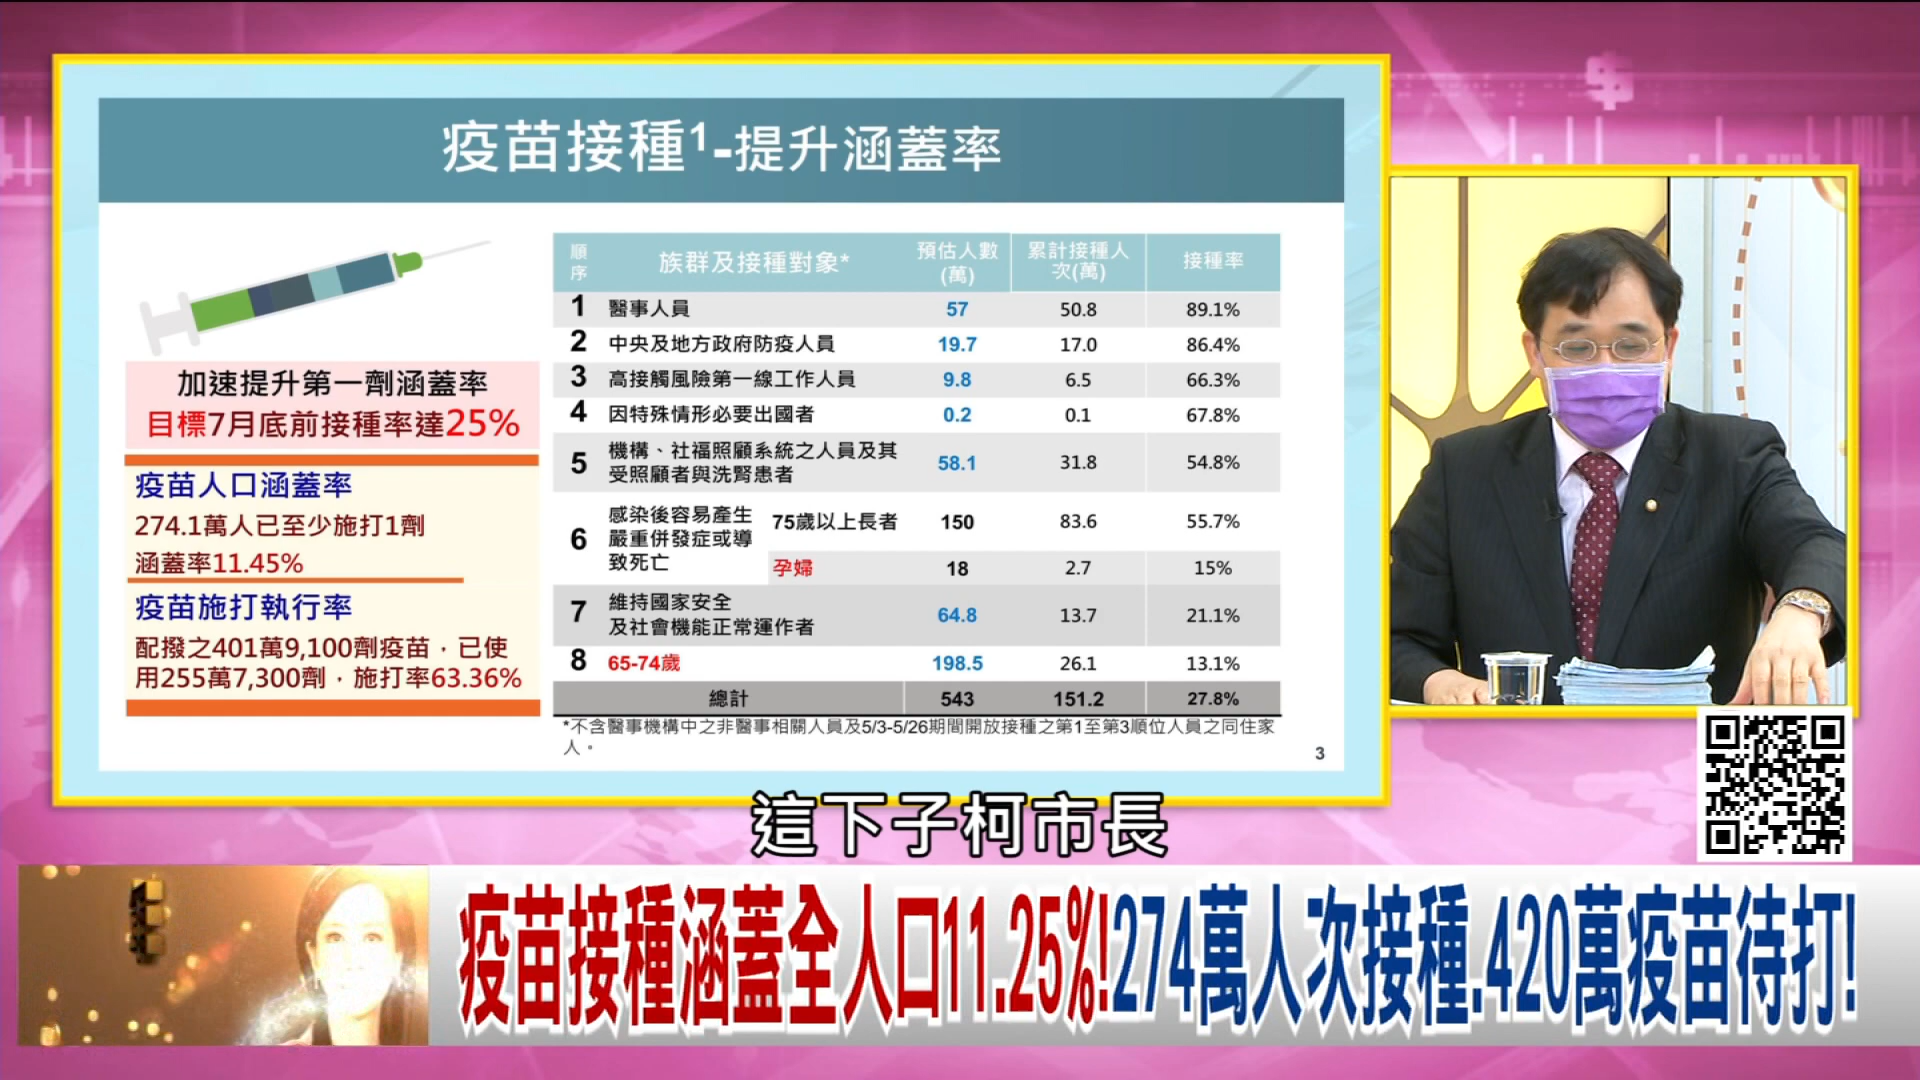 疫苗接種1-提升涵蓋率
加速提升第一劑涵蓋率
目標7月底前接種率達25%
疫苗人口涵蓋率
274.1萬人已至少施打1劑
涵蓋率11.45%
疫苗施打執行率
配撥之401萬9,100劑疫苗，已使
用255萬7,300劑，施打率63.36%
順序 族群及接種對象* 預估人數(萬) 累計接種人次(萬) 接種率
1 醫事人員 57 50.8 89.1%
2 中央及地方政府防疫人員 19.7 17.0 86.4%
3 高接觸風險第一線工作人員 9.8 6.5 66.3%
4 因特殊情形必要出國者 0.2 0.1 67.8%
5 機構、社福照顧系統之人員及其受照顧者與洗腎患者 58.1 31.8 54.8%
6 感染後容易產生嚴重併發症或導致死亡 75歲以上長者 150 83.6 55.7%
孕婦 18 2.7 15%
7 維持國家安全及社會機能正常運作者 64.8 13.7 21.1%
8 65-74歲 198.5 26.1 13.1%
總計 543 151.2 27.8%
*不含醫事機構中之非醫事相關人員及5/3-5/26期間開放接種之第1至第3順位人員之同住家
人。
3
這下子柯市長
疫苗接種涵蓋全人口11.25%!274萬人次接種.420萬疫苗待打!